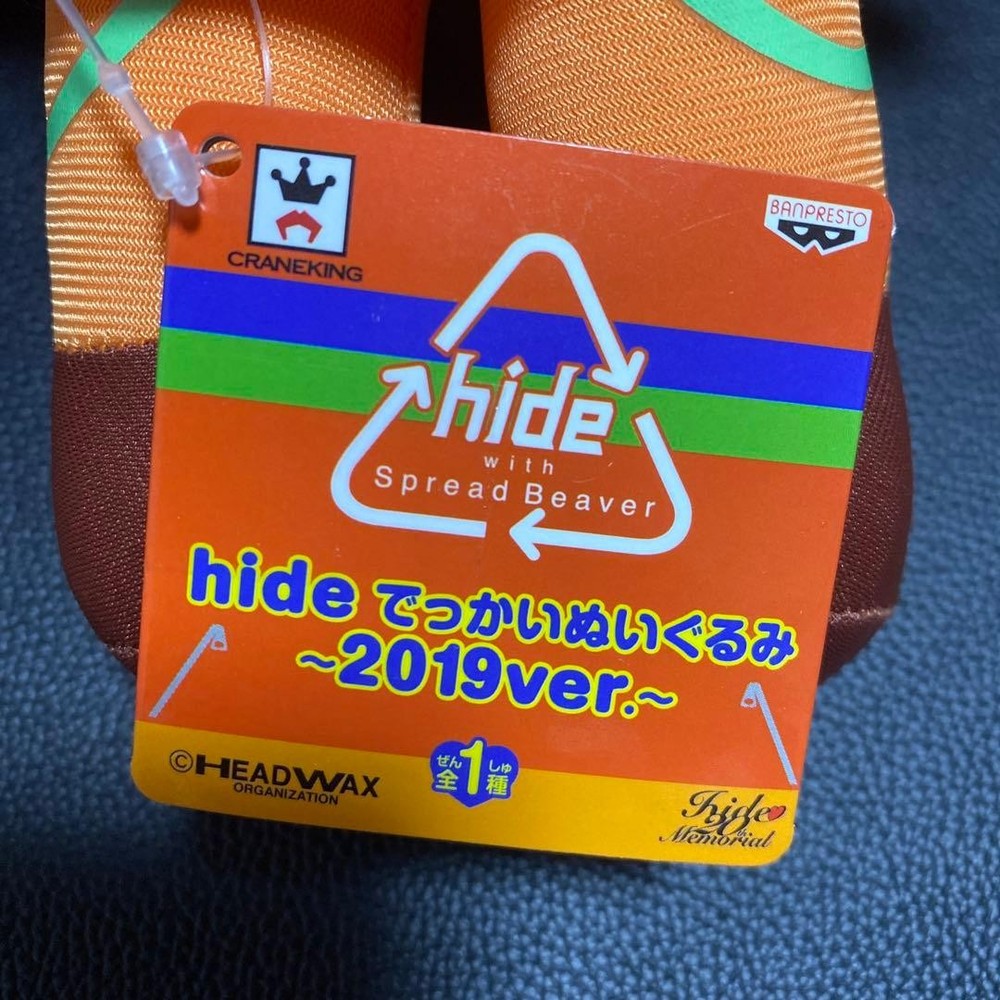 CRANEKING
BANPRESTO
hide
with
Spread Beaver
hide でっかいぬいぐるみ
~2019ver.~
©HEADWAX
ORGANIZATION
ぜん しゅ
全1種
hide
20th
Memorial